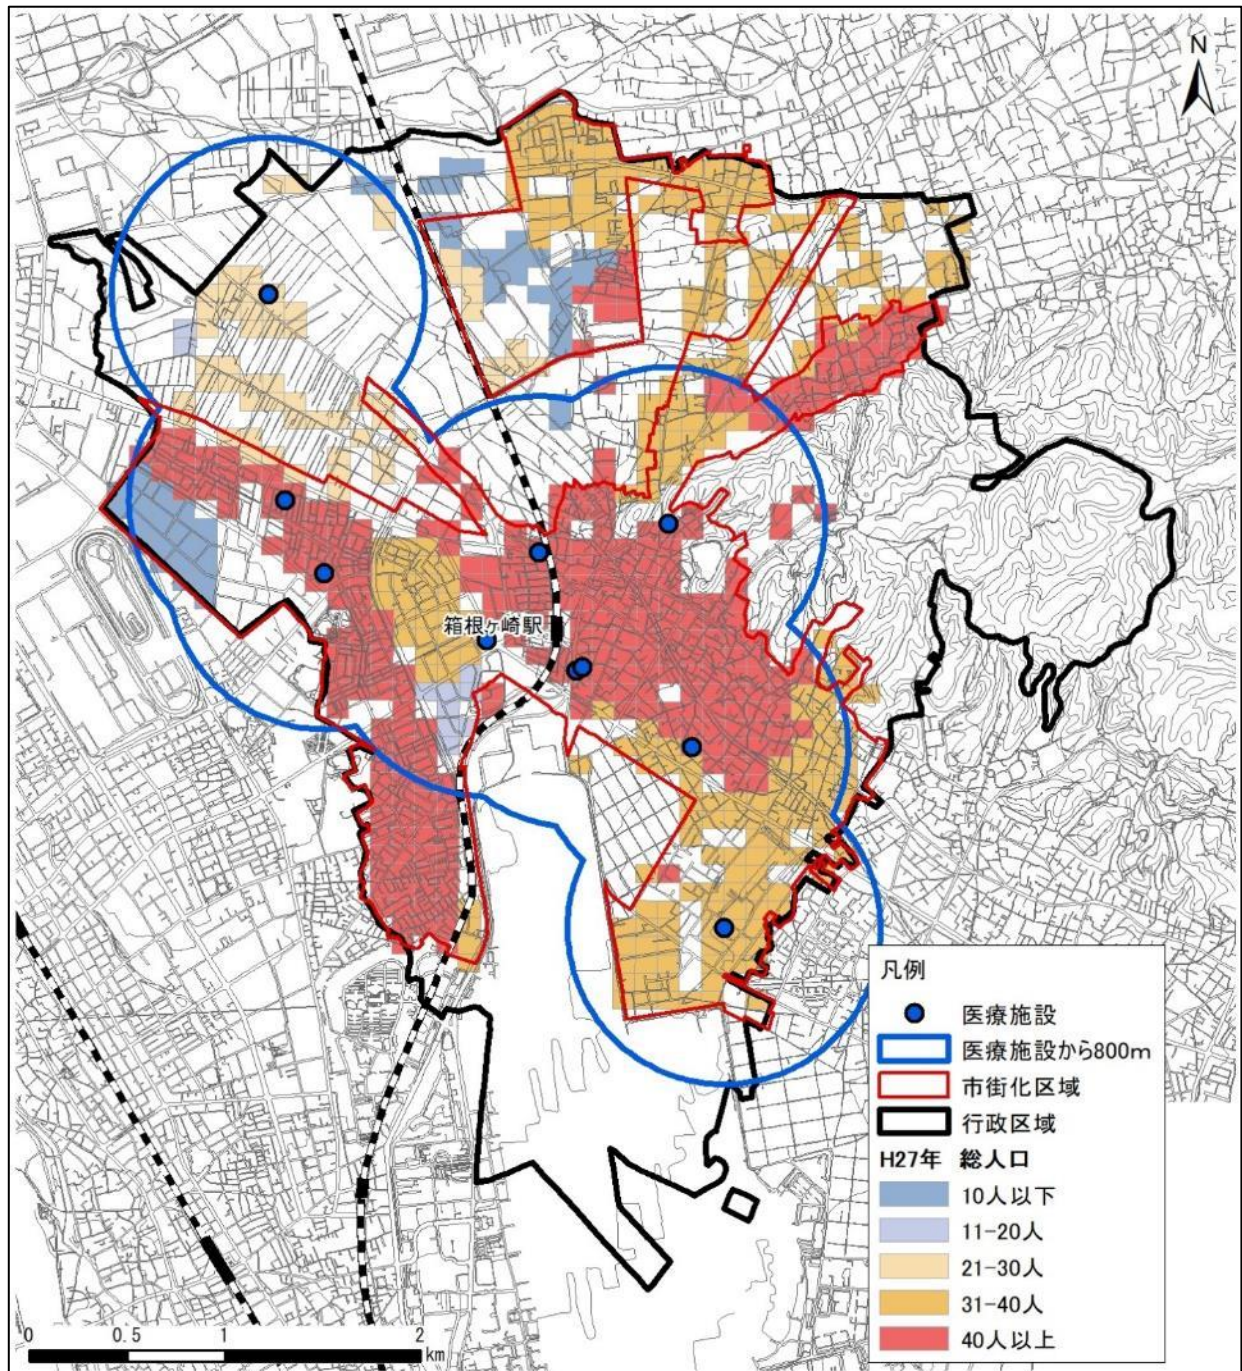 N
箱根ヶ崎駅
凡例
医療施設
医療施設から800m
市街化区域
行政区域
H27年 総人口
10人以下
11-20人
21-30人
31-40人
40人以上
0 0.5 1 2
km